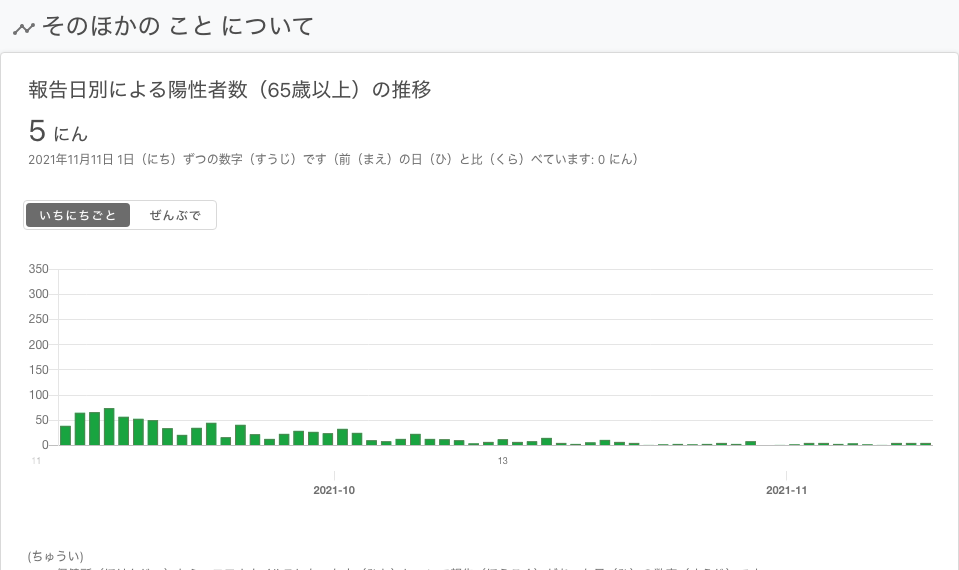 そのほかの こと について
報告日別による陽性者数（65歳以上）の推移
5 にん
2021年11月11日 1日（にち）ずつの数字（すうじ）です（前（まえ）の日（ひ）と比（くら）べています: 0 にん）
いちにちごと ぜんぶで
350
300
250
200
150
100
50
0
11 13
2021-10 2021-11
(ちゅうい)